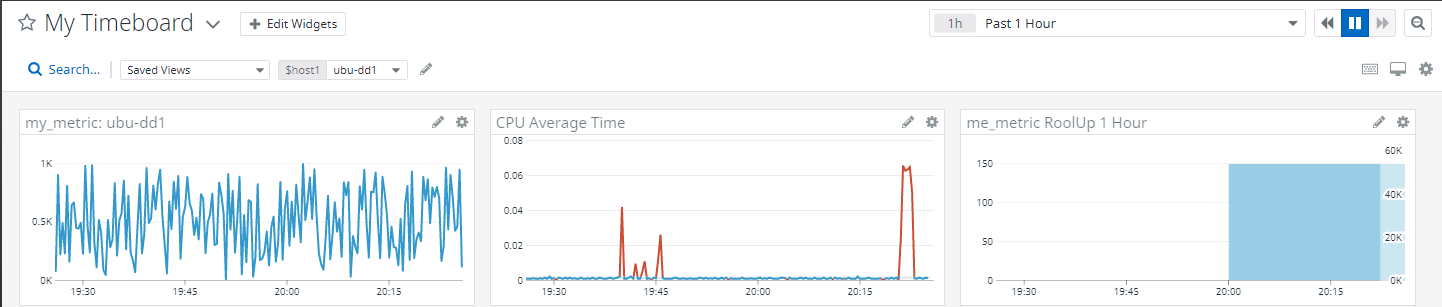 My Timeboard
+ Edit Widgets
1h Past 1 Hour
Search...
Saved Views
$host1 ubu-dd1
my_metric: ubu-dd1
1K
0.5K
0K
19:30 19:45 20:00 20:15
CPU Average Time
0.08
0.06
0.04
0.02
0
19:30 19:45 20:00 20:15
me_metric RoolUp 1 Hour
150
100
50
0
60K
40K
20K
0K
19:30 19:45 20:00 20:15